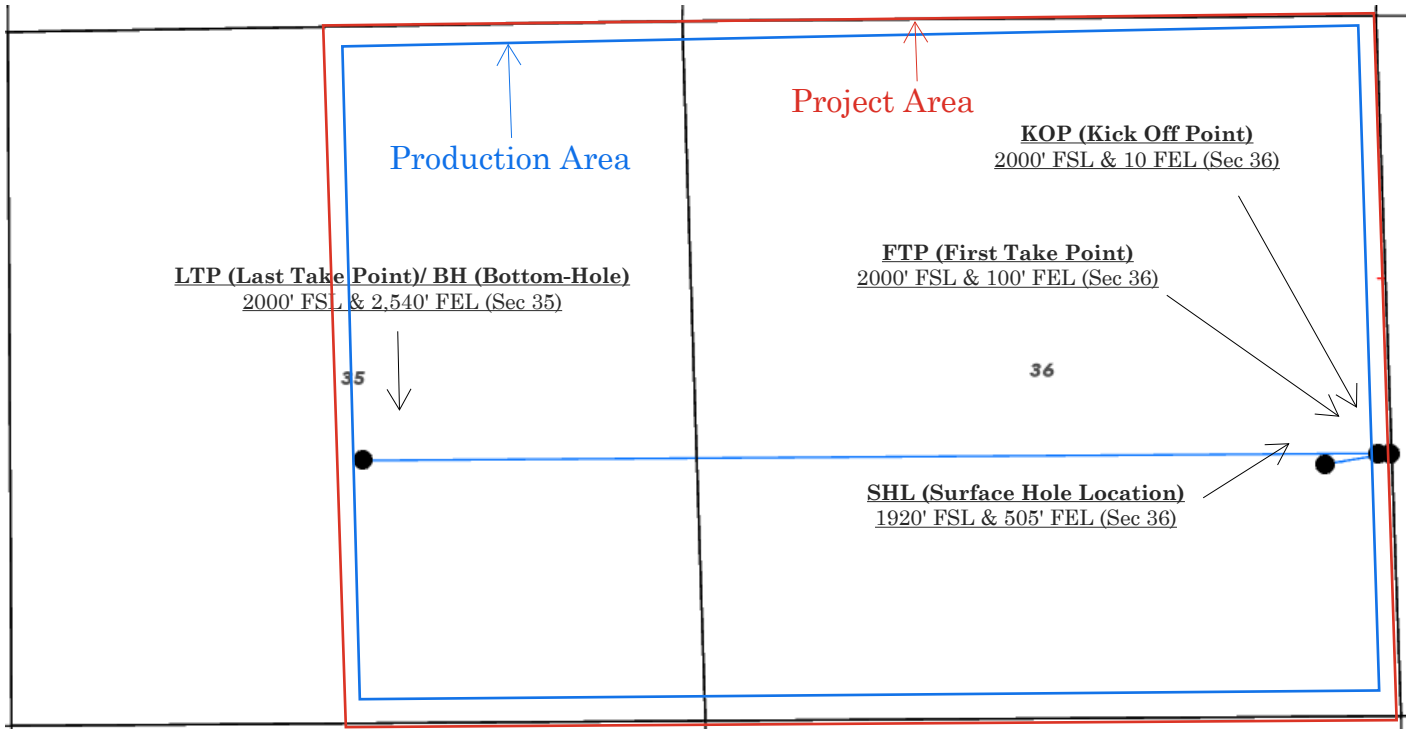 Project Area
Production Area
KOP (Kick Off Point)
2000' FSL & 10 FEL (Sec 36)
FTP (First Take Point)
2000' FSL & 100' FEL (Sec 36)
LTP (Last Take Point)/ BH (Bottom-Hole)
2000' FSL & 2,540' FEL (Sec 35)
35
36
SHL (Surface Hole Location)
1920' FSL & 505' FEL (Sec 36)